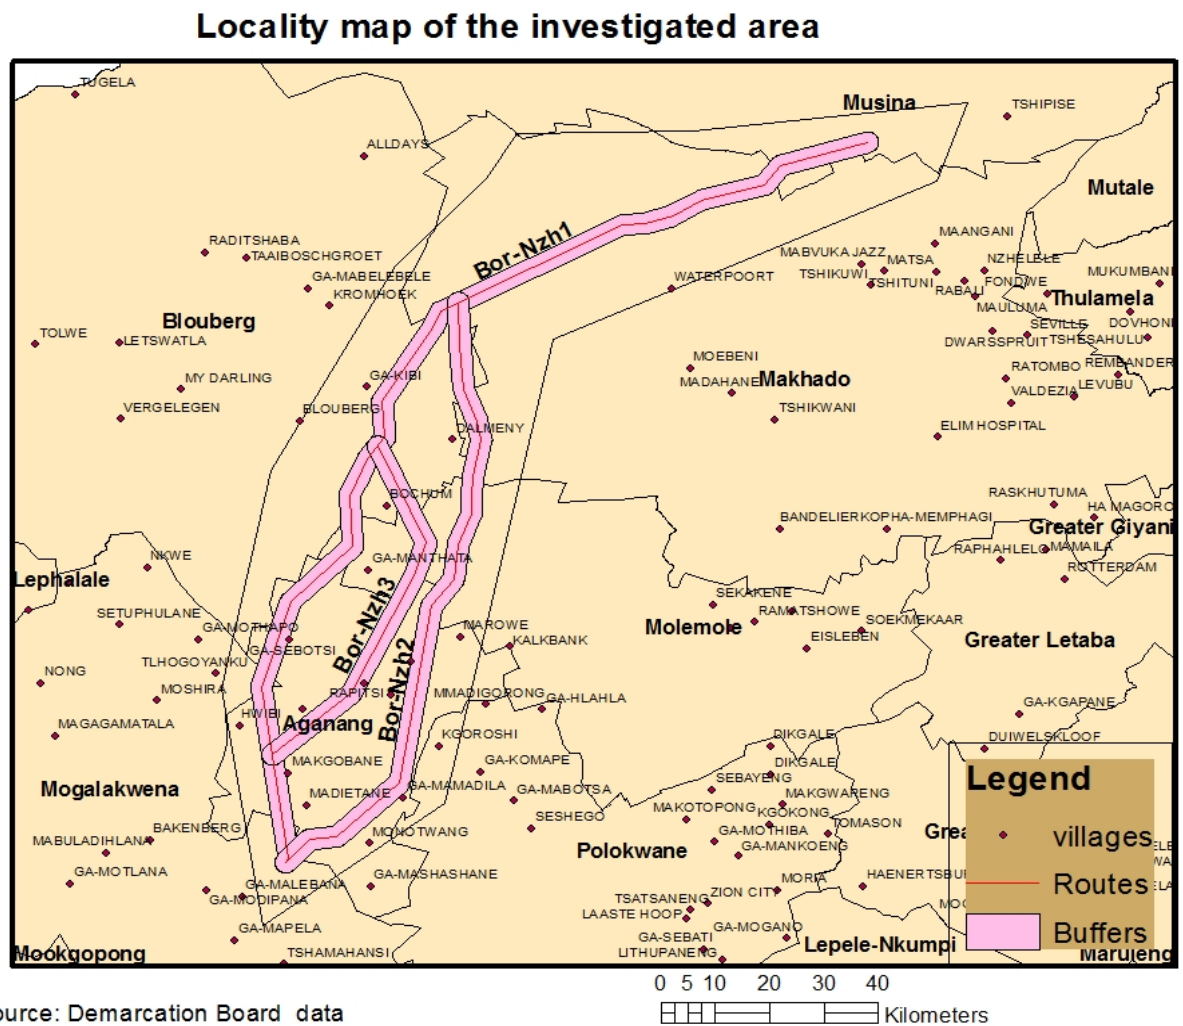 Locality map of the investigated area
TUGELA
Musina
TSHIPISE
ALLDAYS
Mutale
RADITSHABA
TAAIBOSCHGROET
Bor-Nzh1
MAANGANI
MABVUKA JAZZ
MATSA
NZHELELE
GA-MABELEBELE
WATERPOORT
TSHIKUWI
TSHITUNI
FONDWE
MUKUMBANI
KROMHOEK
RABALI
Thulamela
MAULUMA
Blouberg
SEVILLE
DOVHONI
TOLWE
LETSWATLA
DWARSSPRUIT
TSHESAHULU
MOEBENI
RATOMBO
REMBANDER
MY DARLING
GA-KIBI
MADAHANE
Makhado
VALDEZIA
LEVUBU
VERGELEGEN
BLOUBERG
TSHIKWANI
DALMENY
ELIM HOSPITAL
BOCHUM
RASKHUTUMA
HA MAGORO
BANDELIERKOP
HA-MEMPHAGI
Greater Giyani
NKWE
GA-MANTHATA
RAPHAHLELO
MAMAILA
ROTTERDAM
Lephalale
SEKAKENE
SETUPHULANE
Bor-Nzh3
RAMATSHOWE
GA-MOTHAPO
MAROWE
Molemole
SOEKMEKAAR
GA-SEBOTSI
KALKBANK
EISLEBEN
Greater Letaba
TLHOGOYANKU
NONG
Bor-Nzh2
MOSHIRA
RAPITSI
MMADIGORONG
GA-HLAHLA
GA-KGAPANE
HWIBI
MAGAGAMATALA
Aganang
KGOROSHI
DIKGALE
DUIWELSKLOOF
MAKGOBANE
GA-KOMAPE
DIKGALE
Legend
Mogalakwena
GA-MAMADILA
SEBAYENG
MADIETANE
GA-MABOTSA
MAKGWARENG
MAKOTOPONG
KGOKONG
SESHEGO
TOMASON
BAKENBERG
MONOTWANG
GA-MOTHIBA
Grea
villages
MABULADIHLANA
Polokwane
GA-MANKOENG
GA-MOTLANA
GA-MASHASHANE
MORIA
HAENERTSBU
Routes
GA-MALEBANA
ZION CITY
GA-MODIPANA
TSATSANENG
LAASTE HOOP
GA-MAPELA
GA-MOGANO
GA-SEBATI
Buffers
Mookgopong
TSHAMAHANSI
LITHUPANENG
Lepele-Nkumpi
Maruleng
0 5 10 20 30 40
Kilometers
ource: Demarcation Board data